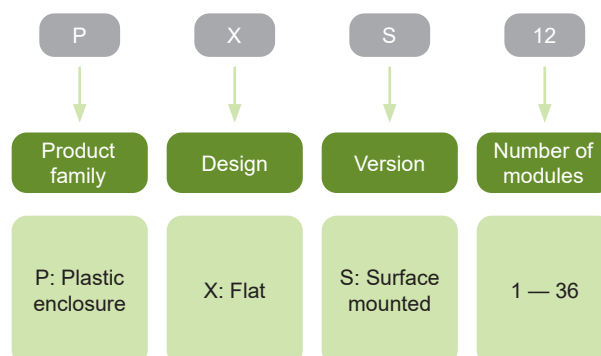 P X S 12
Product family
Design
Version
Number of modules
P: Plastic enclosure
X: Flat
S: Surface mounted
1 — 36